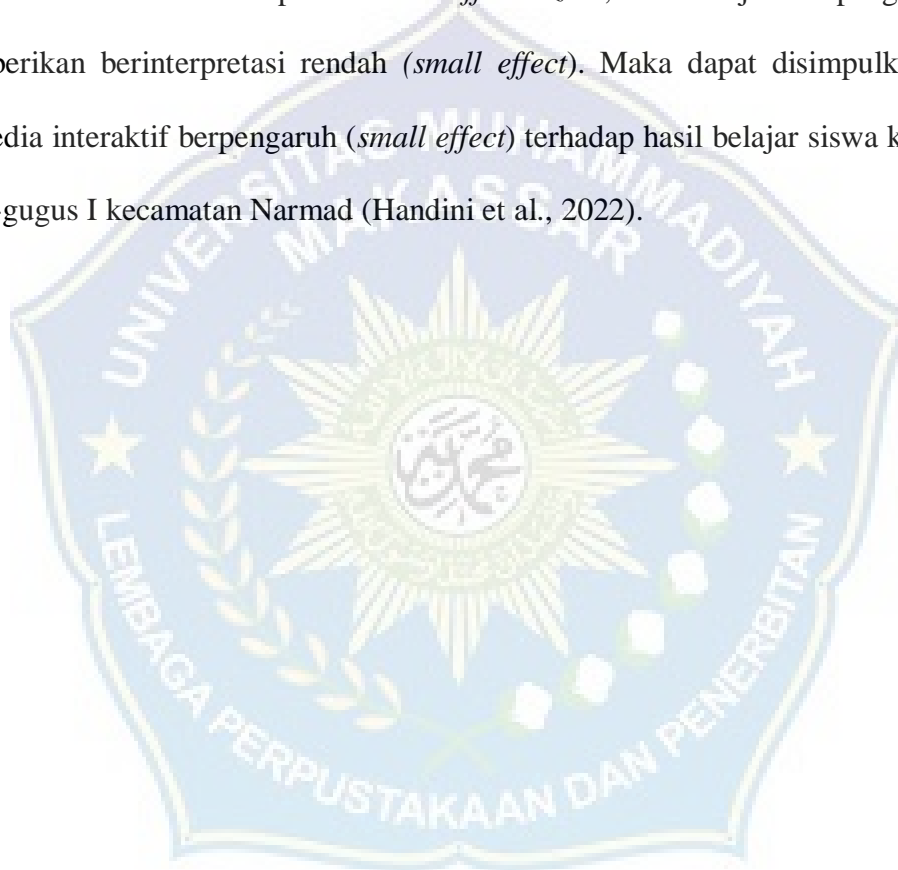 berikan berinterpretasi rendah (small effect). Maka dapat disimpulk
edia interaktif berpengaruh (small effect) terhadap hasil belajar siswa k
-gugus I kecamatan Narmad (Handini et al., 2022).
UNIVERSITAS MUHAMMADIYAH
MAKASSAR
LEMBAGA PERPUSTAKAAN DAN PENERBITAN